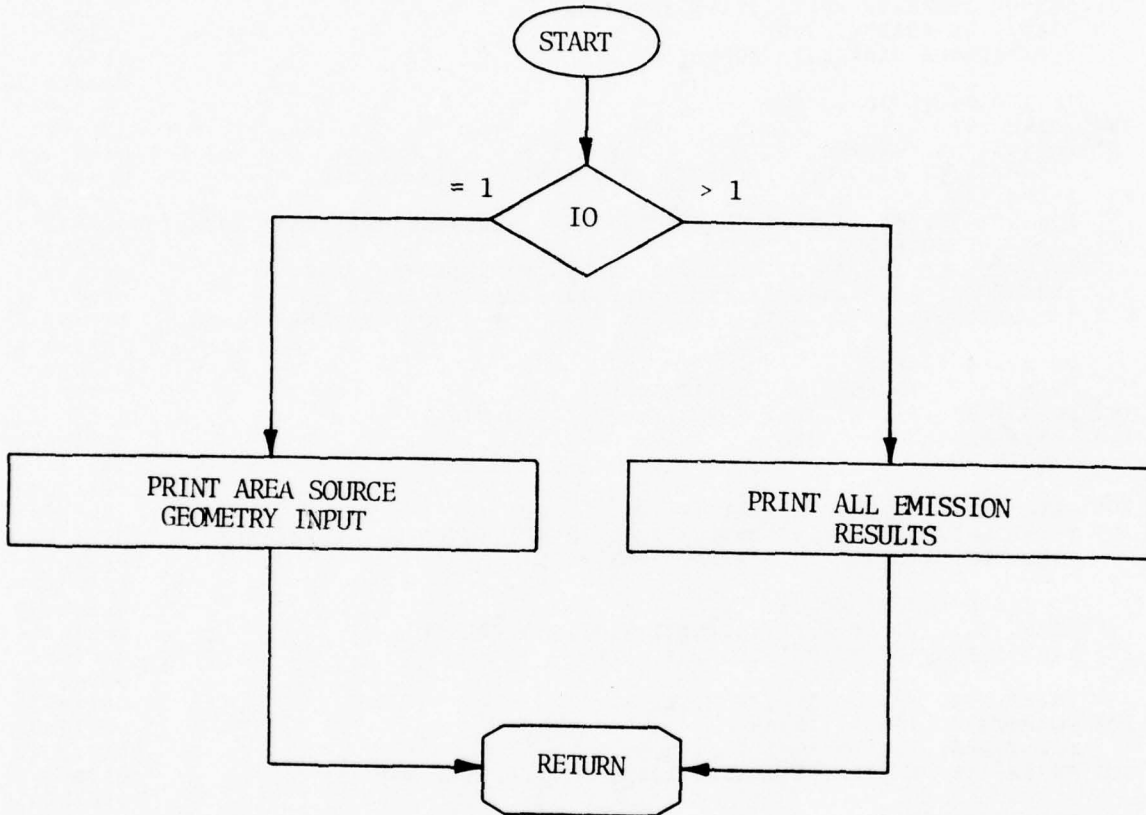 START
= 1
> 1
IO
PRINT AREA SOURCE
GEOMETRY INPUT
PRINT ALL EMISSION
RESULTS
RETURN